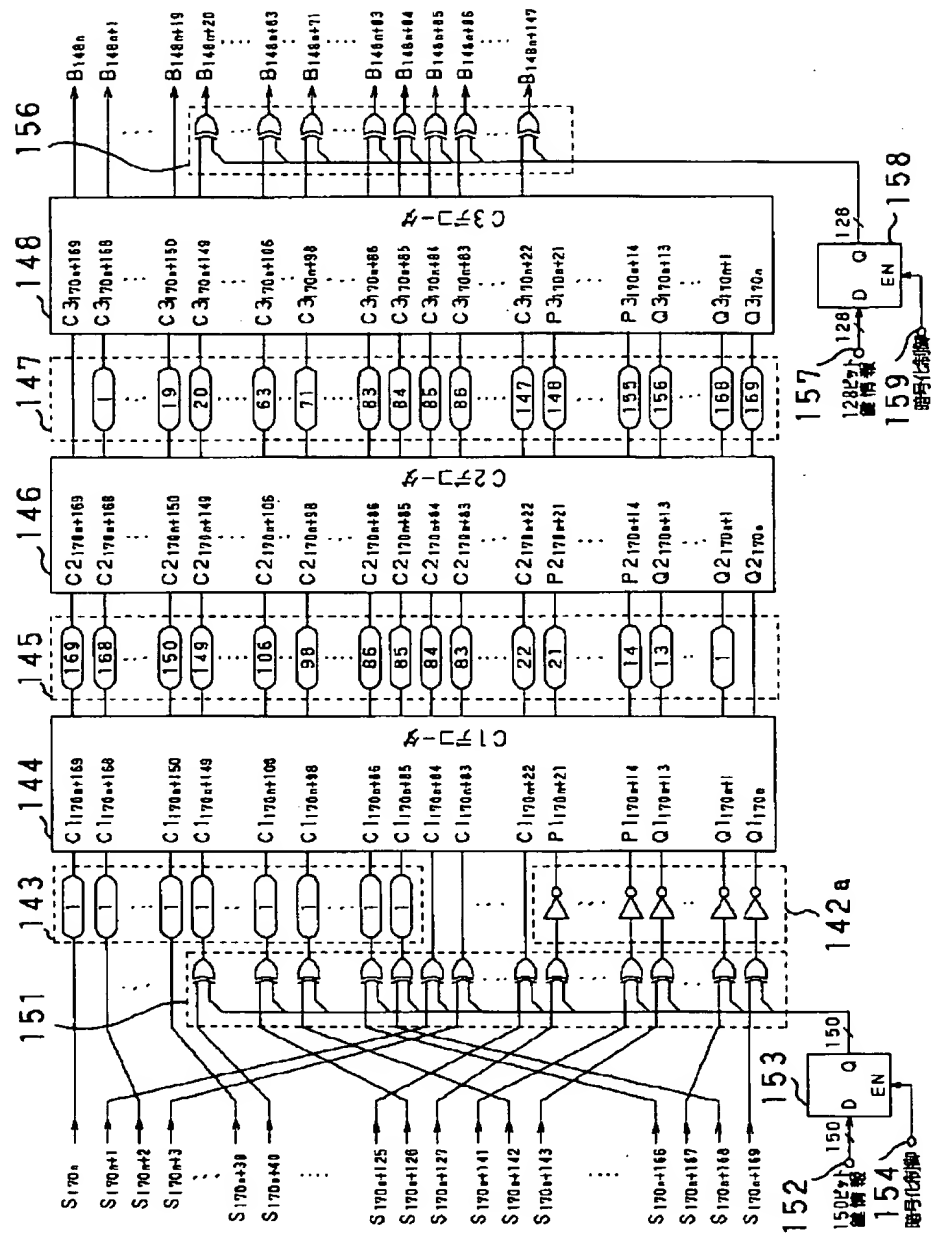 151
143
144
145
146
147
148
156
S170n
S170n+1
S170n+2
S170n+3
S170n+39
S170n+40
S170n+125
S170n+126
S170n+127
S170n+141
S170n+142
S170n+143
S170n+166
S170n+167
S170n+168
S170n+169
1
1
1
1
1
1
1
1
142a
C1デコーダ
C1170n+169
C1170n+168
C1170n+150
C1170n+149
C1170n+106
C1170n+98
C1170n+86
C1170n+85
C1170n+84
C1170n+83
C1170n+22
P1170n+21
P1170n+14
Q1170n+13
Q1170n+1
Q1170n
169
168
150
149
106
98
86
85
84
83
22
21
14
13
1
C2デコーダ
C2170n+169
C2170n+168
C2170n+150
C2170n+149
C2170n+106
C2170n+98
C2170n+86
C2170n+85
C2170n+84
C2170n+83
C2170n+22
P2170n+21
P2170n+14
Q2170n+13
Q2170n+1
Q2170n
1
19
20
63
71
83
84
85
86
147
148
155
156
168
169
C3デコーダ
C3170n+169
C3170n+168
C3170n+150
C3170n+149
C3170n+106
C3170n+98
C3170n+86
C3170n+85
C3170n+84
C3170n+83
C3170n+22
P3170n+21
P3170n+14
Q3170n+13
Q3170n+1
Q3170n
B148n
B148n+1
B148n+19
B148n+20
B148n+63
B148n+71
B148n+83
B148n+84
B148n+85
B148n+86
B148n+147
152
150ビット
鍵情報
150
153
D
Q
EN
150
154
暗号化制御
157
128ビット
鍵情報
128
158
D
Q
EN
128
159
暗号化制御